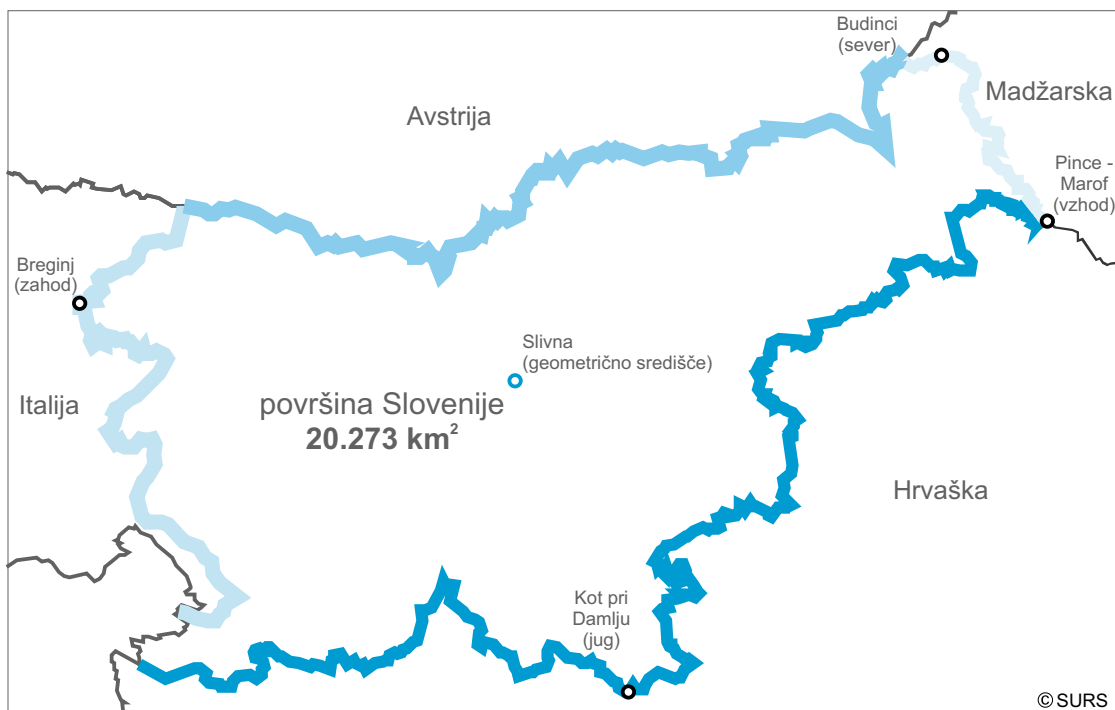 Budinci
(sever)
Madžarska
Avstrija
Pince -
Marof
(vzhod)
Breginj
(zahod)
Slivna
(geometrično središče)
Italija
površina Slovenije
20.273 km²
Hrvaška
Kot pri
Damlju
(jug)
© SURS